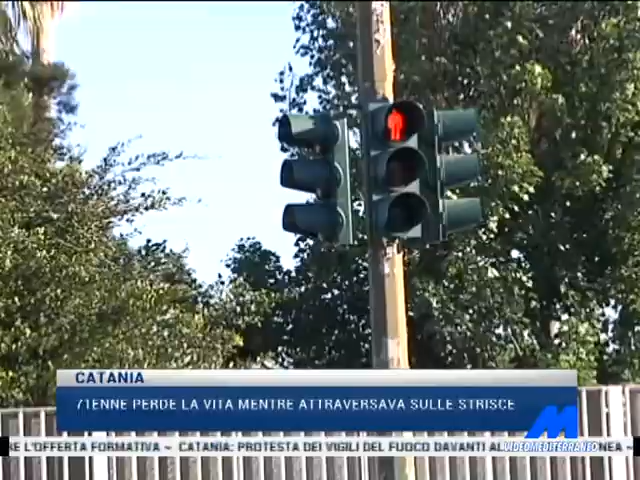 CATANIA
71ENNE PERDE LA VITA MENTRE ATTRAVERSAVA SULLE STRISCE
M
VIDEOMEDITERRANEO
E L'OFFERTA FORMATIVA ~ CATANIA: PROTESTA DEI VIGILI DEL FUOCO DAVANTI